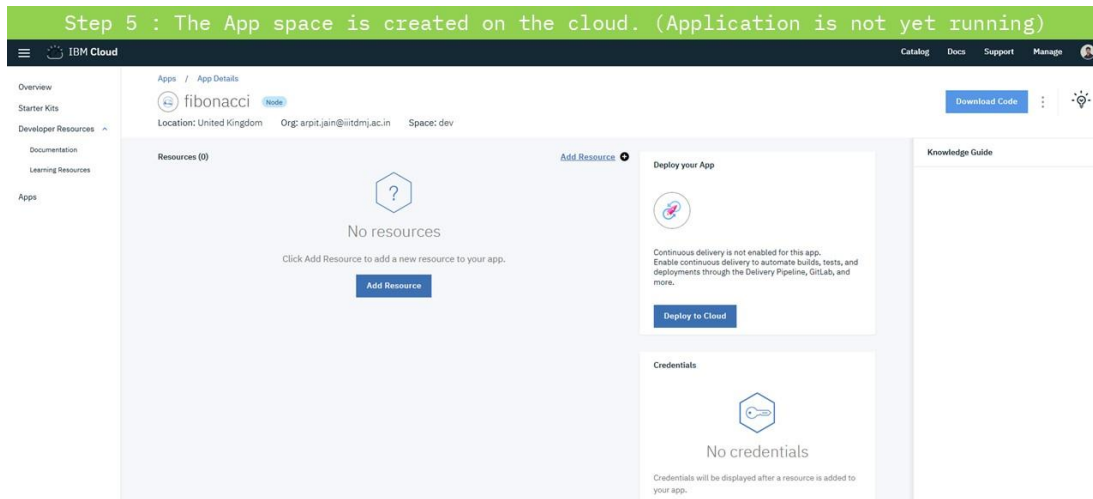 Step 5 : The App space is created on the cloud. (Application is not yet running)
IBM Cloud
Catalog Docs Support Manage
Overview
Starter Kits
Developer Resources
Documentation
Learning Resources
Apps
Apps / App Details
fibonacci Node
Location: United Kingdom Org: arpit.jain@iiitdmj.ac.in Space: dev
Download Code
Resources (0)
Add Resource
?
No resources
Click Add Resource to add a new resource to your app.
Add Resource
Deploy your App
Continuous delivery is not enabled for this app.
Enable continuous delivery to automate builds, tests, and
deployments through the Delivery Pipeline, GitLab, and
more.
Deploy to Cloud
Credentials
No credentials
Credentials will be displayed after a resource is added to
your app.
Knowledge Guide